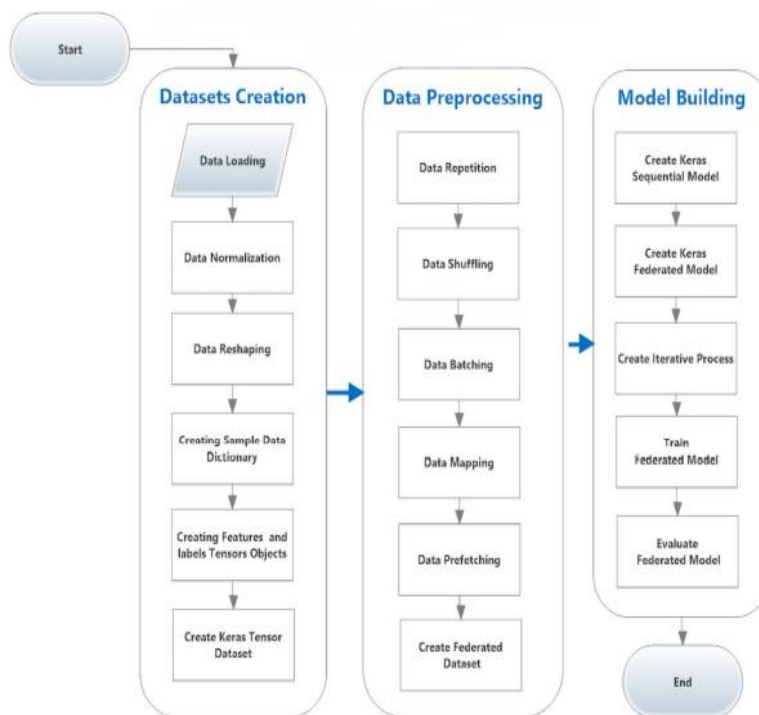 Start
Datasets Creation
Data Loading
Data Normalization
Data Reshaping
Creating Sample Data
Dictionary
Creating Features and
labels Tensors Objects
Create Keras Tensor
Dataset
Data Preprocessing
Data Repetition
Data Shuffling
Data Batching
Data Mapping
Data Prefetching
Create Federated
Dataset
Model Building
Create Keras
Sequential Model
Create Keras
Federated Model
Create Iterative Process
Train
Federated Model
Evaluate
Federated Model
End